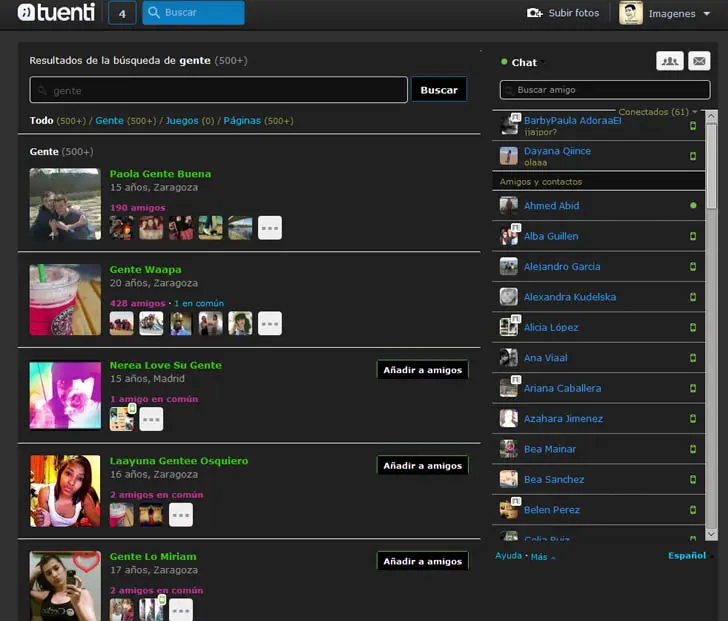 tuenti
4
Buscar
Subir fotos
Imagenes
Resultados de la búsqueda de gente (500+)
gente
Buscar
Todo (500+) / Gente (500+) / Juegos (0) / Páginas (500+)
Gente (500+)
Paola Gente Buena
15 años, Zaragoza
190 amigos
Gente Waapa
20 años, Zaragoza
428 amigos · 1 en común
Nerea Love Su Gente
15 años, Madrid
1 amigo en común
Añadir a amigos
Laayuna Gentee Osquiero
16 años, Zaragoza
2 amigos en común
Añadir a amigos
Gente Lo Miriam
17 años, Zaragoza
2 amigos en común
Añadir a amigos
Chat
Buscar amigo
Conectados (61)
BarbyPaula AdoraaEl
jiajpor?
Dayana Qiince
olaaa
Amigos y contactos
Ahmed Abid
Alba Guillen
Alejandro Garcia
Alexandra Kudelska
Alicia López
Ana Viaal
Ariana Caballera
Azahara Jimenez
Bea Mainar
Bea Sanchez
Belen Perez
Celia Ruiz
Ayuda · Más
Español